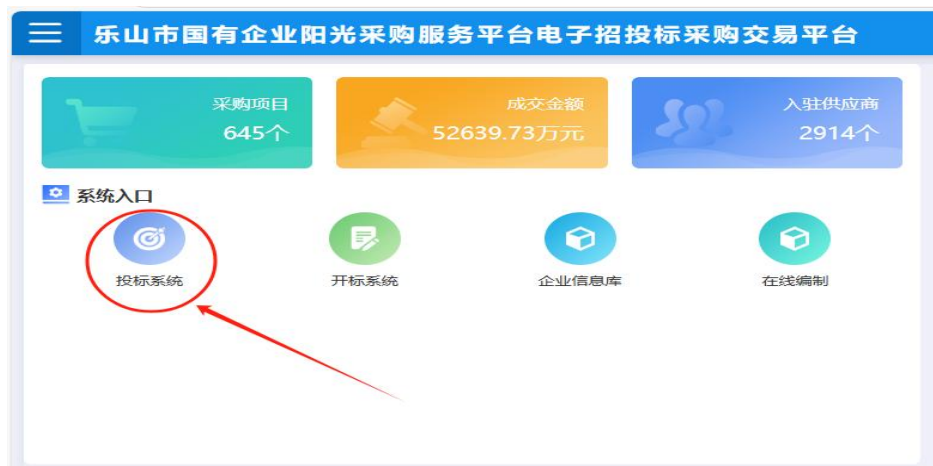 乐山市国有企业阳光采购服务平台电子招投标采购交易平台
采购项目
645个
成交金额
52639.73万元
入驻供应商
2914个
系统入口
投标系统
开标系统
企业信息库
在线编制